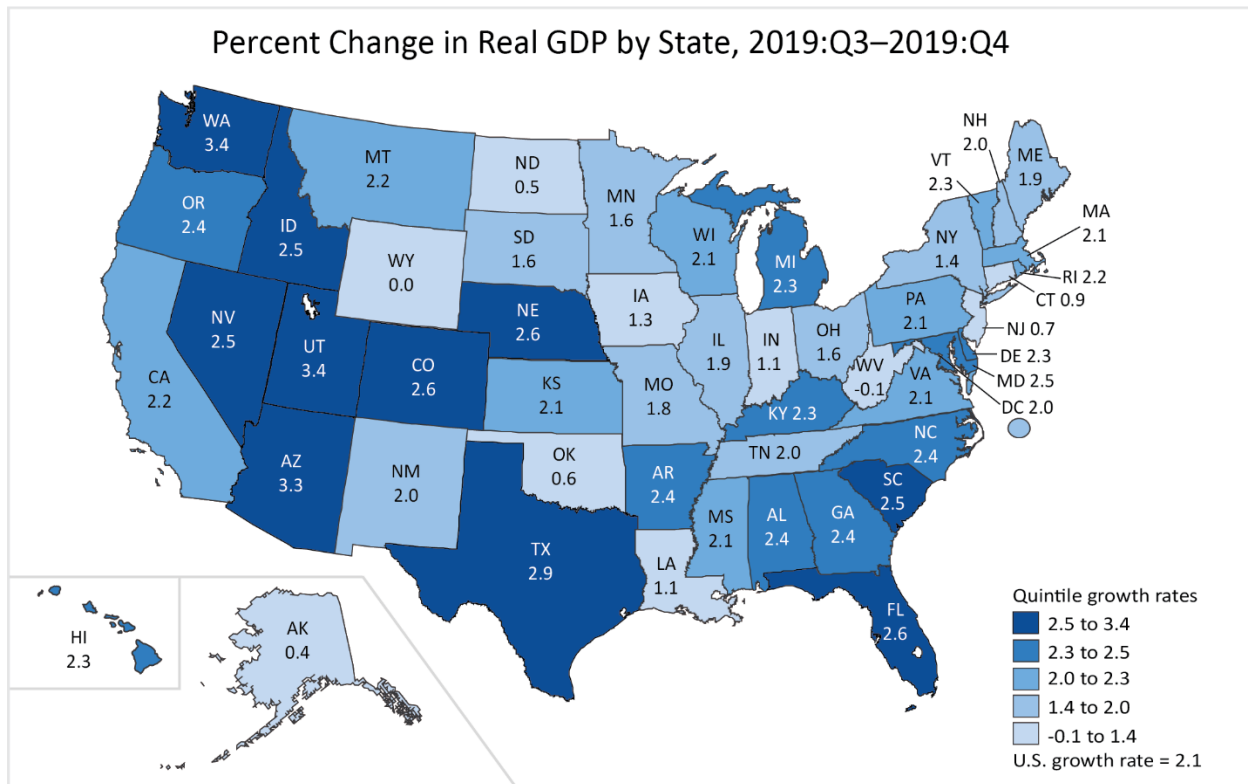 Percent Change in Real GDP by State, 2019:Q3–2019:Q4
WA
3.4
OR
2.4
CA
2.2
ID
2.5
NV
2.5
MT
2.2
WY
0.0
UT
3.4
CO
2.6
AZ
3.3
NM
2.0
ND
0.5
SD
1.6
NE
2.6
KS
2.1
OK
0.6
TX
2.9
MN
1.6
IA
1.3
MO
1.8
AR
2.4
LA
1.1
WI
2.1
IL
1.9
MI
2.3
IN
1.1
OH
1.6
KY 2.3
TN 2.0
MS
2.1
AL
2.4
GA
2.4
FL
2.6
SC
2.5
NC
2.4
VA
2.1
WV
-0.1
PA
2.1
NY
1.4
VT
2.3
NH
2.0
ME
1.9
MA
2.1
RI 2.2
CT 0.9
NJ 0.7
DE 2.3
MD 2.5
DC 2.0
HI
2.3
AK
0.4
Quintile growth rates
2.5 to 3.4
2.3 to 2.5
2.0 to 2.3
1.4 to 2.0
-0.1 to 1.4
U.S. growth rate = 2.1